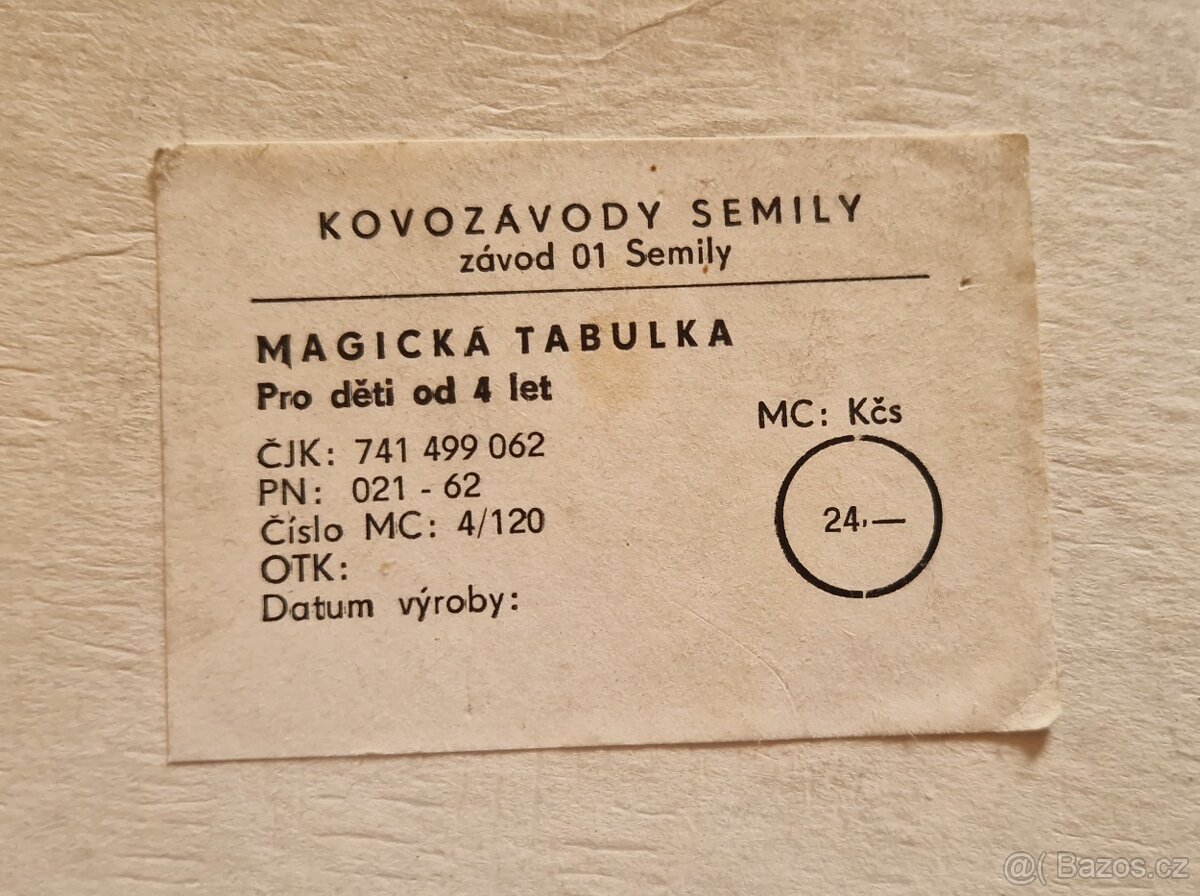 KOVOZÁVODY SEMILY
závod 01 Semily
MAGICKÁ TABULKA
Pro děti od 4 let
ČJK: 741 499 062
PN: 021 - 62
Číslo MC: 4/120
OTK:
Datum výroby:
MC: Kčs
24,—
@( Bazos.cz